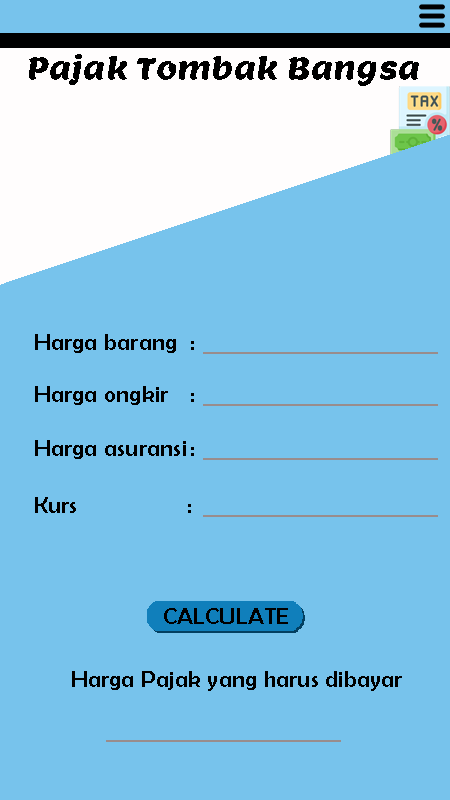 Pajak Tombak Bangsa
TAX
%
Harga barang :
Harga ongkir :
Harga asuransi :
Kurs :
CALCULATE
Harga Pajak yang harus dibayar